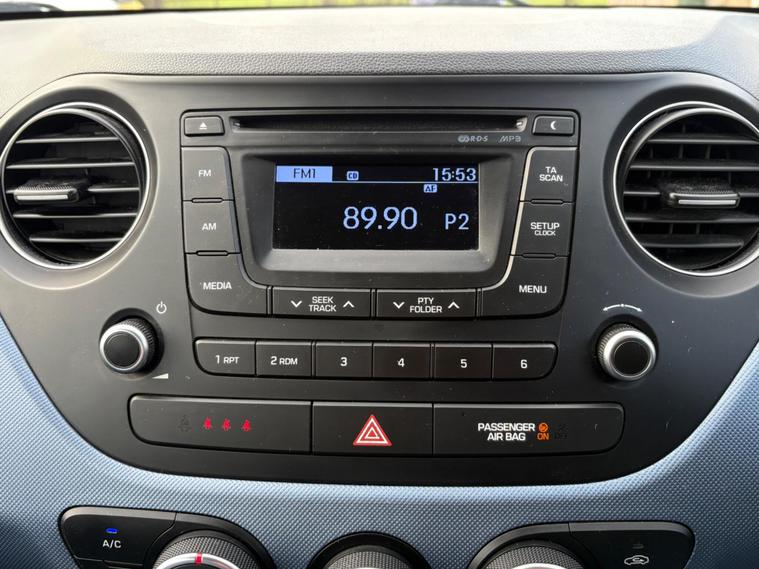 RDS MP3
FM1 CD 15:53
AF
89.90 P2
FM
AM
MEDIA
TA
SCAN
SETUP
CLOCK
MENU
SEEK
TRACK
PTY
FOLDER
1 RPT 2 RDM 3 4 5 6
PASSENGER
AIR BAG ON OFF
A/C